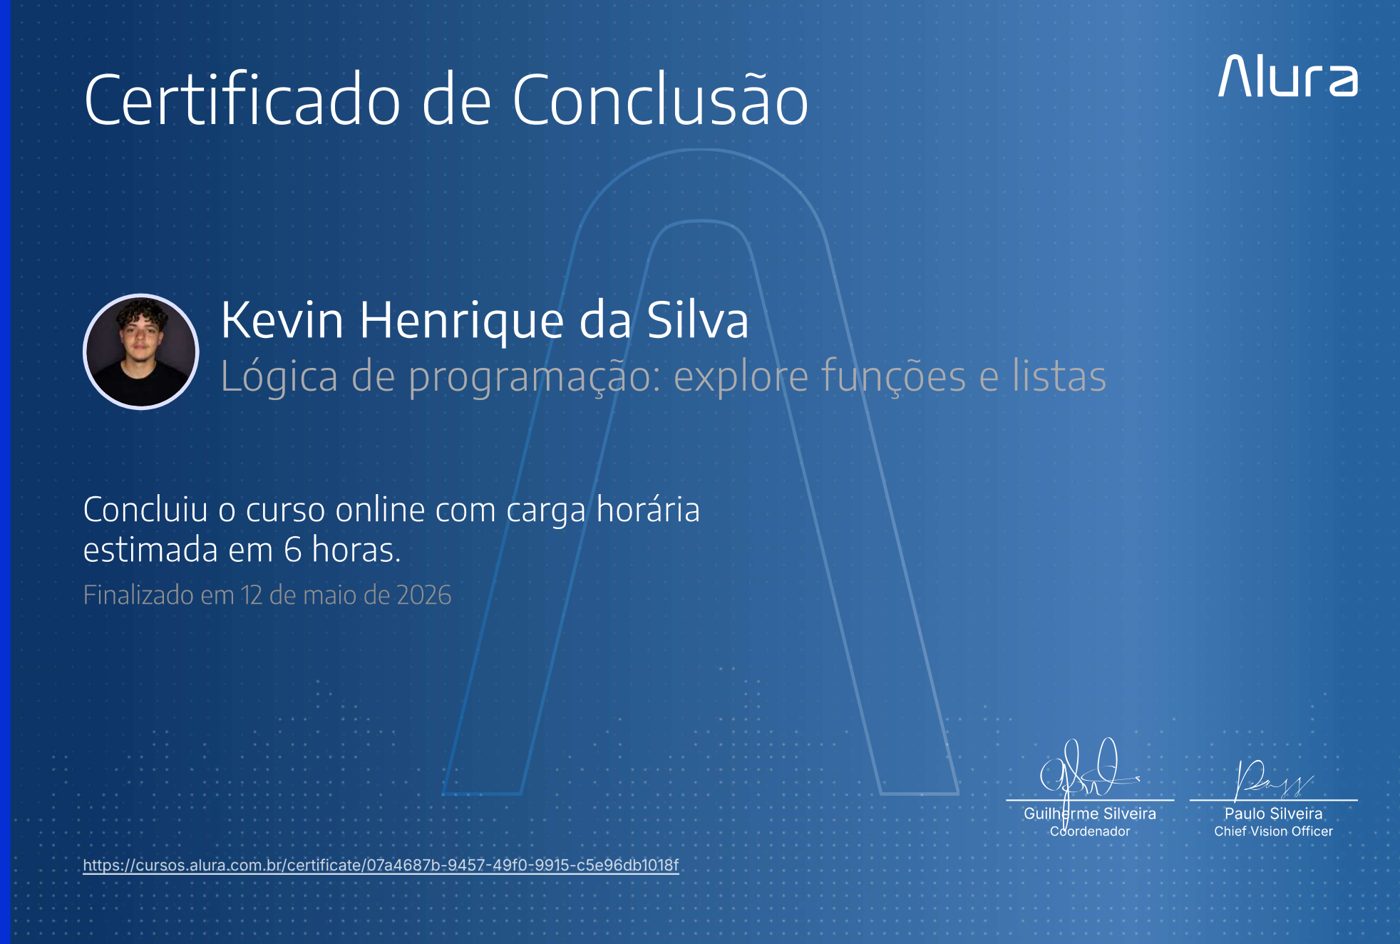 Certificado de Conclusão
Alura
Kevin Henrique da Silva
Lógica de programação: explore funções e listas
Concluiu o curso online com carga horária
estimada em 6 horas.
Finalizado em 12 de maio de 2026
Guilherme Silveira
Coordenador
Paulo Silveira
Chief Vision Officer
https://cursos.alura.com.br/certificate/07a4687b-9457-49f0-9915-c5e96db1018f